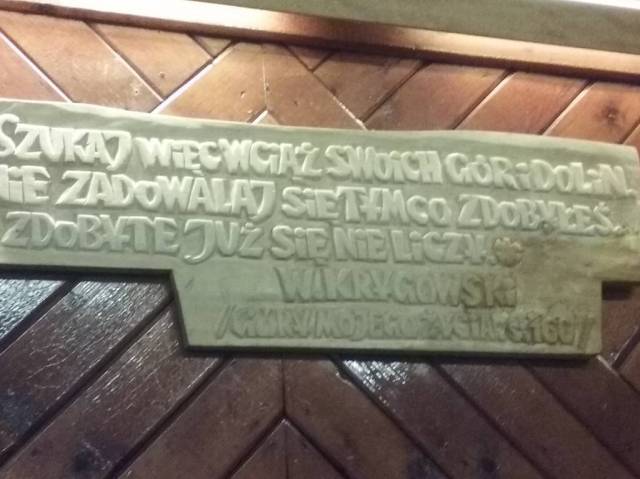 SZUKAJ WIĘC WCIĄŻ SWOICH GÓR I DOLIN.
NIE ZADOWALAJ SIĘ TYM CO ZDOBYŁEŚ..
ZDOBYTE JUŻ SIĘ NIE LICZY.
W. KRYGOWSKI
/GÓRY MOJEGO ŻYCIA S.160/